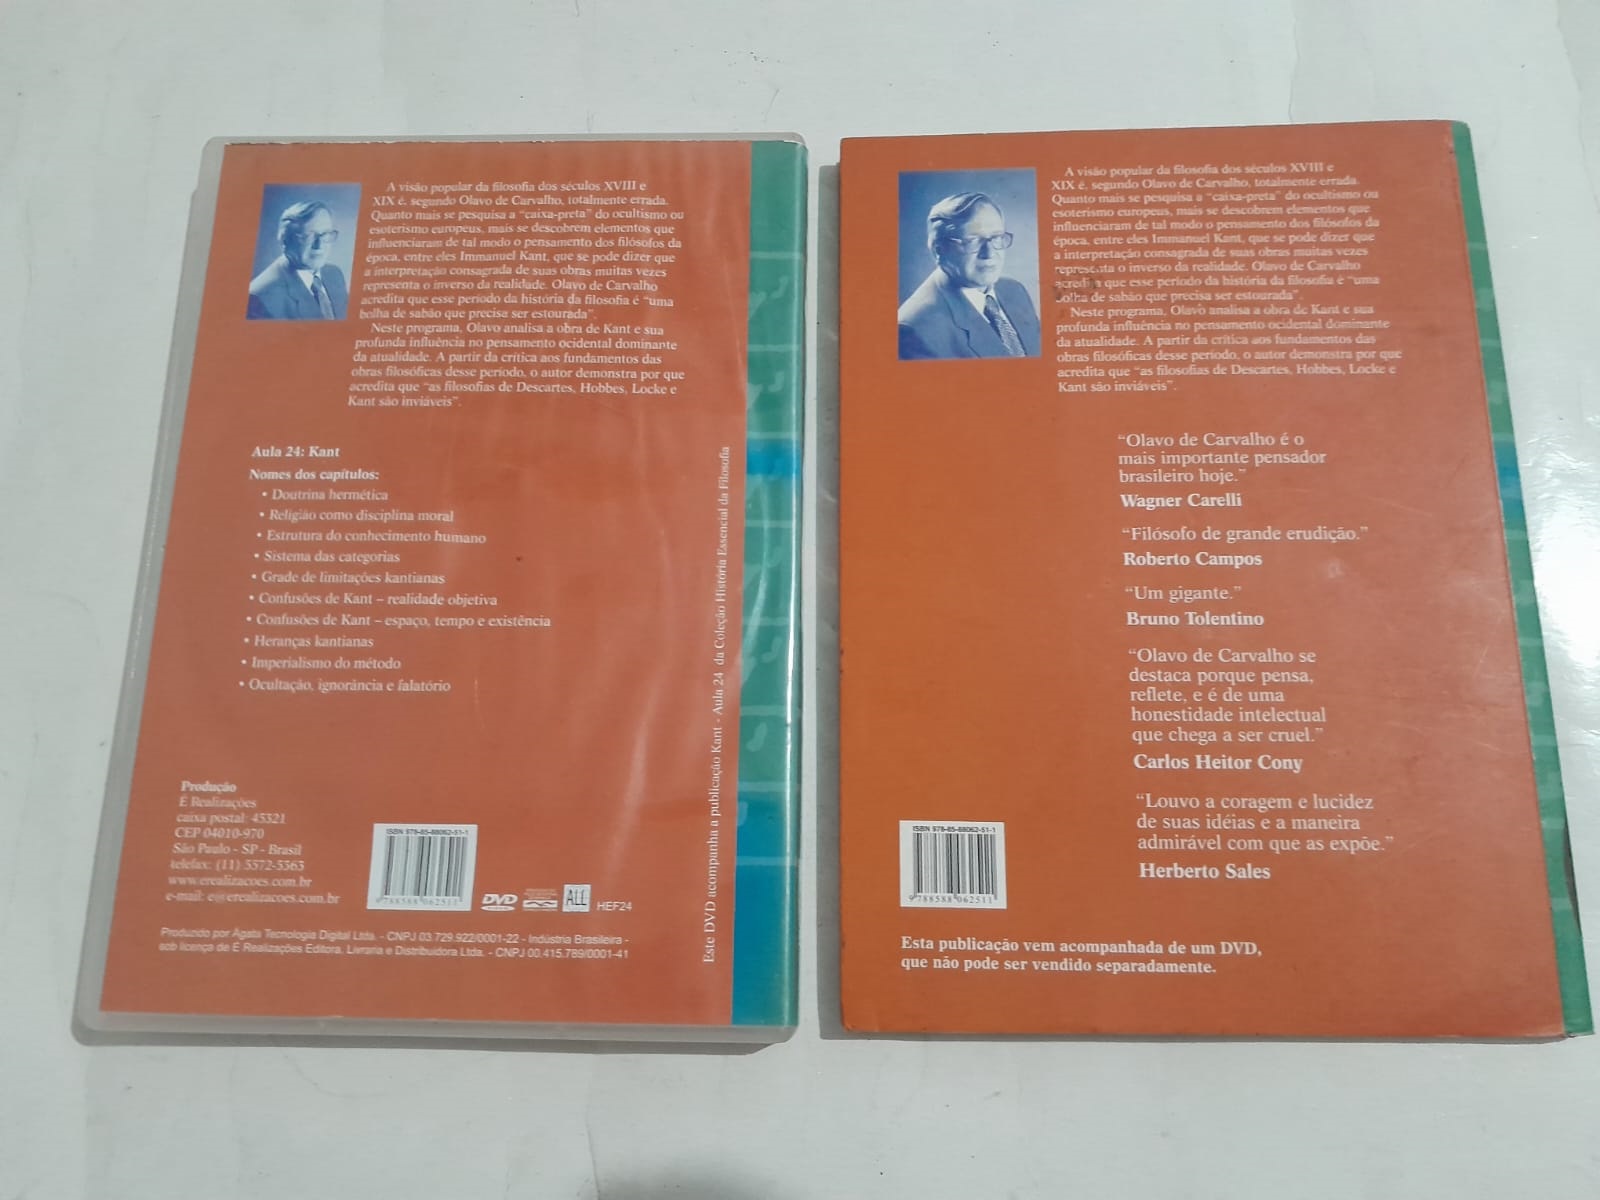 A visão popular da filosofia dos séculos XVIII e
XIX é, segundo Olavo de Carvalho, totalmente errada.
Quanto mais se pesquisa a “caixa-preta” do ocultismo ou
esoterismo europeus, mais se descobrem elementos que
influenciaram de tal modo o pensamento dos filósofos da
época, entre eles Immanuel Kant, que se pode dizer que
a interpretação consagrada de suas obras muitas vezes
representa o inverso da realidade. Olavo de Carvalho
acredita que esse período da história da filosofia é “uma
bolha de sabão que precisa ser estourada”.
Neste programa, Olavo analisa a obra de Kant e sua
profunda influência no pensamento ocidental dominante
da atualidade. A partir da crítica aos fundamentos das
obras filosóficas desse período, o autor demonstra por que
acredita que “as filosofias de Descartes, Hobbes, Locke e
Kant são inviáveis”.
Aula 24: Kant
Nomes dos capítulos:
• Doutrina hermética
• Religião como disciplina moral
• Estrutura do conhecimento humano
• Sistema das categorias
• Grade de limitações kantianas
• Confusões de Kant – realidade objetiva
• Confusões de Kant – espaço, tempo e existência
• Heranças kantianas
• Imperialismo do método
• Ocultação, ignorância e falatório
Produção
É Realizações
caixa postal: 45321
CEP 04010-970
São Paulo - SP - Brasil
telefax: (11) 5572-5363
www.erealizacoes.com.br
e-mail: e@erealizacoes.com.br
ISBN 978-85-88062-51-1
9 788588 062511
DVD
VIDEO
ALL
HEF24
Produzido por Ágata Tecnologia Digital Ltda. - CNPJ 03.729.922/0001-22 - Indústria Brasileira -
sob licença de É Realizações Editora, Livraria e Distribuidora Ltda. - CNPJ 00.415.789/0001-41
Este DVD acompanha a publicação Kant - Aula 24 da Coleção História Essencial da Filosofia
A visão popular da filosofia dos séculos XVIII e
XIX é, segundo Olavo de Carvalho, totalmente errada.
Quanto mais se pesquisa a “caixa-preta” do ocultismo ou
esoterismo europeus, mais se descobrem elementos que
influenciaram de tal modo o pensamento dos filósofos da
época, entre eles Immanuel Kant, que se pode dizer que
a interpretação consagrada de suas obras muitas vezes
representa o inverso da realidade. Olavo de Carvalho
acredita que esse período da história da filosofia é “uma
bolha de sabão que precisa ser estourada”.
Neste programa, Olavo analisa a obra de Kant e sua
profunda influência no pensamento ocidental dominante
da atualidade. A partir da crítica aos fundamentos das
obras filosóficas desse período, o autor demonstra por que
acredita que “as filosofias de Descartes, Hobbes, Locke e
Kant são inviáveis”.
“Olavo de Carvalho é o
mais importante pensador
brasileiro hoje.”
Wagner Carelli
“Filósofo de grande erudição.”
Roberto Campos
“Um gigante.”
Bruno Tolentino
“Olavo de Carvalho se
destaca porque pensa,
reflete, e é de uma
honestidade intelectual
que chega a ser cruel.”
Carlos Heitor Cony
“Louvo a coragem e lucidez
de suas idéias e a maneira
admirável com que as expõe.”
Herberto Sales
ISBN 978-85-88062-51-1
9 788588 062511
Esta publicação vem acompanhada de um DVD,
que não pode ser vendido separadamente.